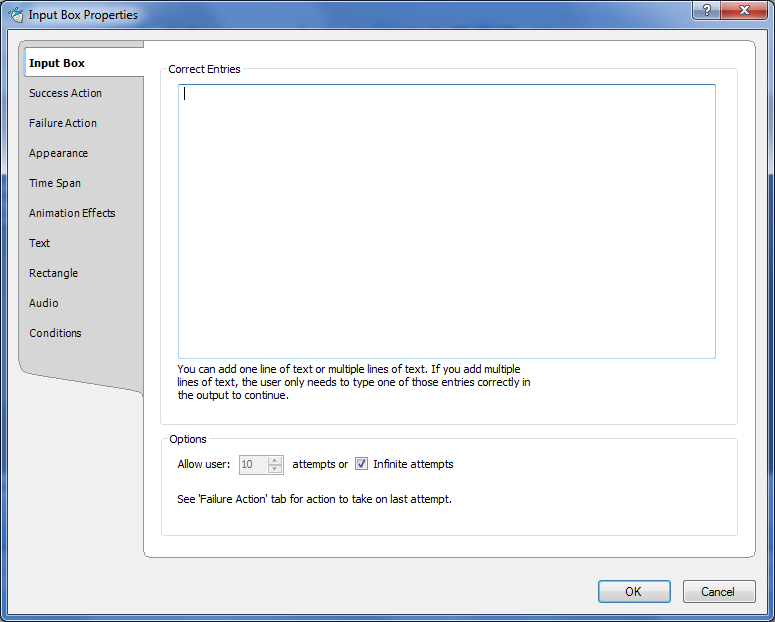 Input Box Properties
?
Input Box
Success Action
Failure Action
Appearance
Time Span
Animation Effects
Text
Rectangle
Audio
Conditions
Correct Entries
You can add one line of text or multiple lines of text. If you add multiple
lines of text, the user only needs to type one of those entries correctly in
the output to continue.
Options
Allow user: 10 attempts or Infinite attempts
See 'Failure Action' tab for action to take on last attempt.
OK Cancel